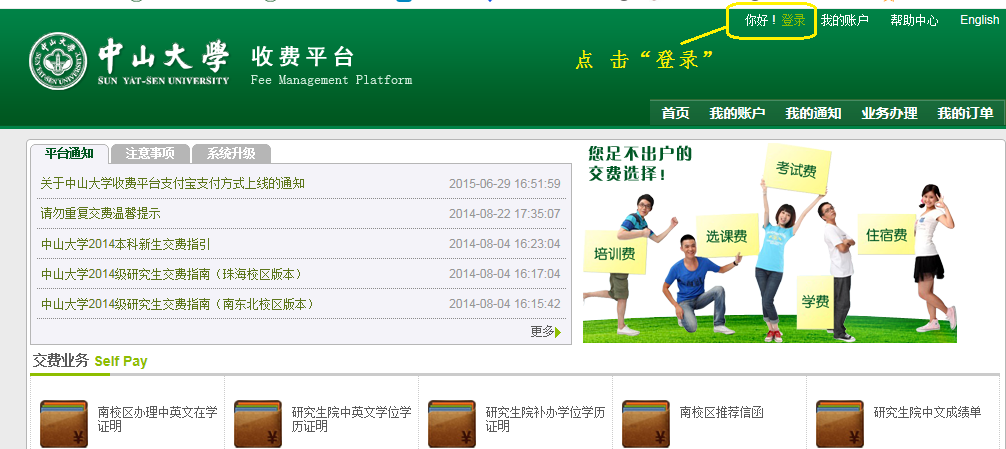 你好！登录 我的账户 帮助中心 English
中山大學
SUN YAT-SEN UNIVERSITY
收费平台
Fee Management Platform
点 击“登录”
首页 我的账户 我的通知 业务办理 我的订单
平台通知 注意事项 系统升级
关于中山大学收费平台支付宝支付方式上线的通知 2015-06-29 16:51:59
请勿重复交费温馨提示 2014-08-22 17:35:07
中山大学2014本科新生交费指引 2014-08-04 16:23:04
中山大学2014级研究生交费指南（珠海校区版本） 2014-08-04 16:17:04
中山大学2014级研究生交费指南（南东北校区版本） 2014-08-04 16:15:42
更多
您足不出户的
交费选择！
考试费
培训费
选课费
住宿费
学费
交费业务 Self Pay
南校区办理中英文在学
证明
研究生院中英文学位学
历证明
研究生院补办学位学历
英文证明
南校区推荐信函
研究生院中文成绩单